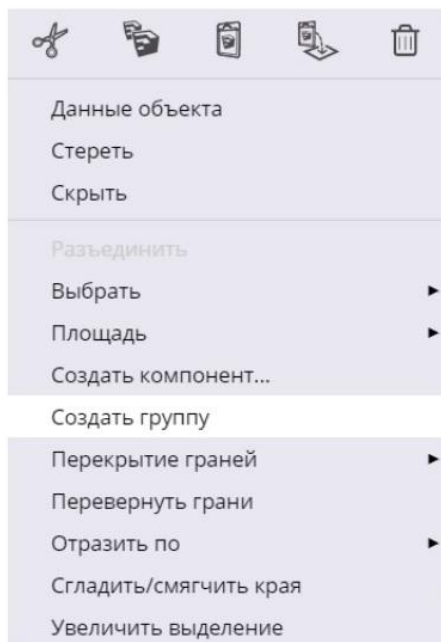 Данные объекта
Стереть
Скрыть
Разъединить
Выбрать
Площадь
Создать компонент...
Создать группу
Перекрытие граней
Перевернуть грани
Отразить по
Сгладить/смягчить края
Увеличить выделение